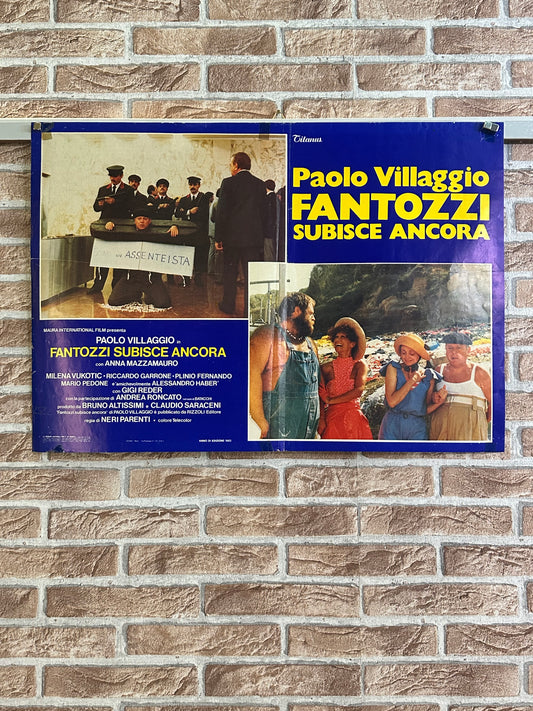 Titanus
Paolo Villaggio
FANTOZZI
SUBISCE ANCORA
ASSENTEISTA
MAURA INTERNATIONAL FILM presenta
PAOLO VILLAGGIO in
FANTOZZI SUBISCE ANCORA
con ANNA MAZZAMAURO
MILENA VUKOTIC • RICCARDO GARRONE • PLINIO FERNANDO
MARIO PEDONE e amichevolmente ALESSANDRO HABER
con GIGI REDER
con la partecipazione di ANDREA RONCATO
prodotto da BRUNO ALTISSIMI e CLAUDIO SARACENI
'Fantozzi subisce ancora' di PAOLO VILLAGGIO è pubblicato da RIZZOLI Editore
regia di NERI PARENTI • colore Telecolor